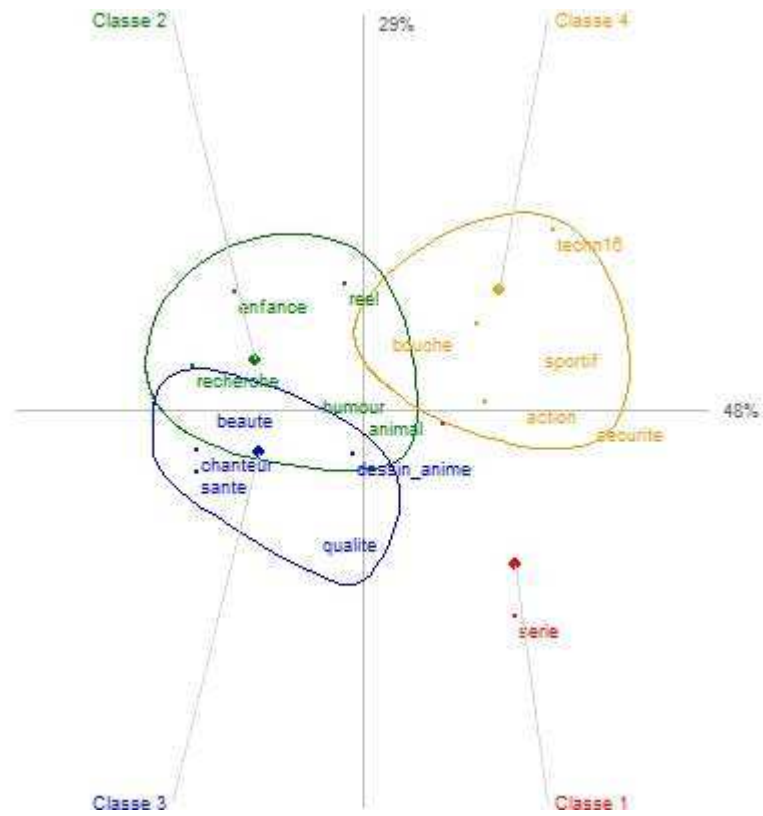 Classe 2
29%
Classe 4
techn16
enfance
reel
bouche
sportif
recherche
humour
beaute
action
48%
animal
securite
chanteur
dessin_anime
sante
qualite
serie
Classe 3
Classe 1